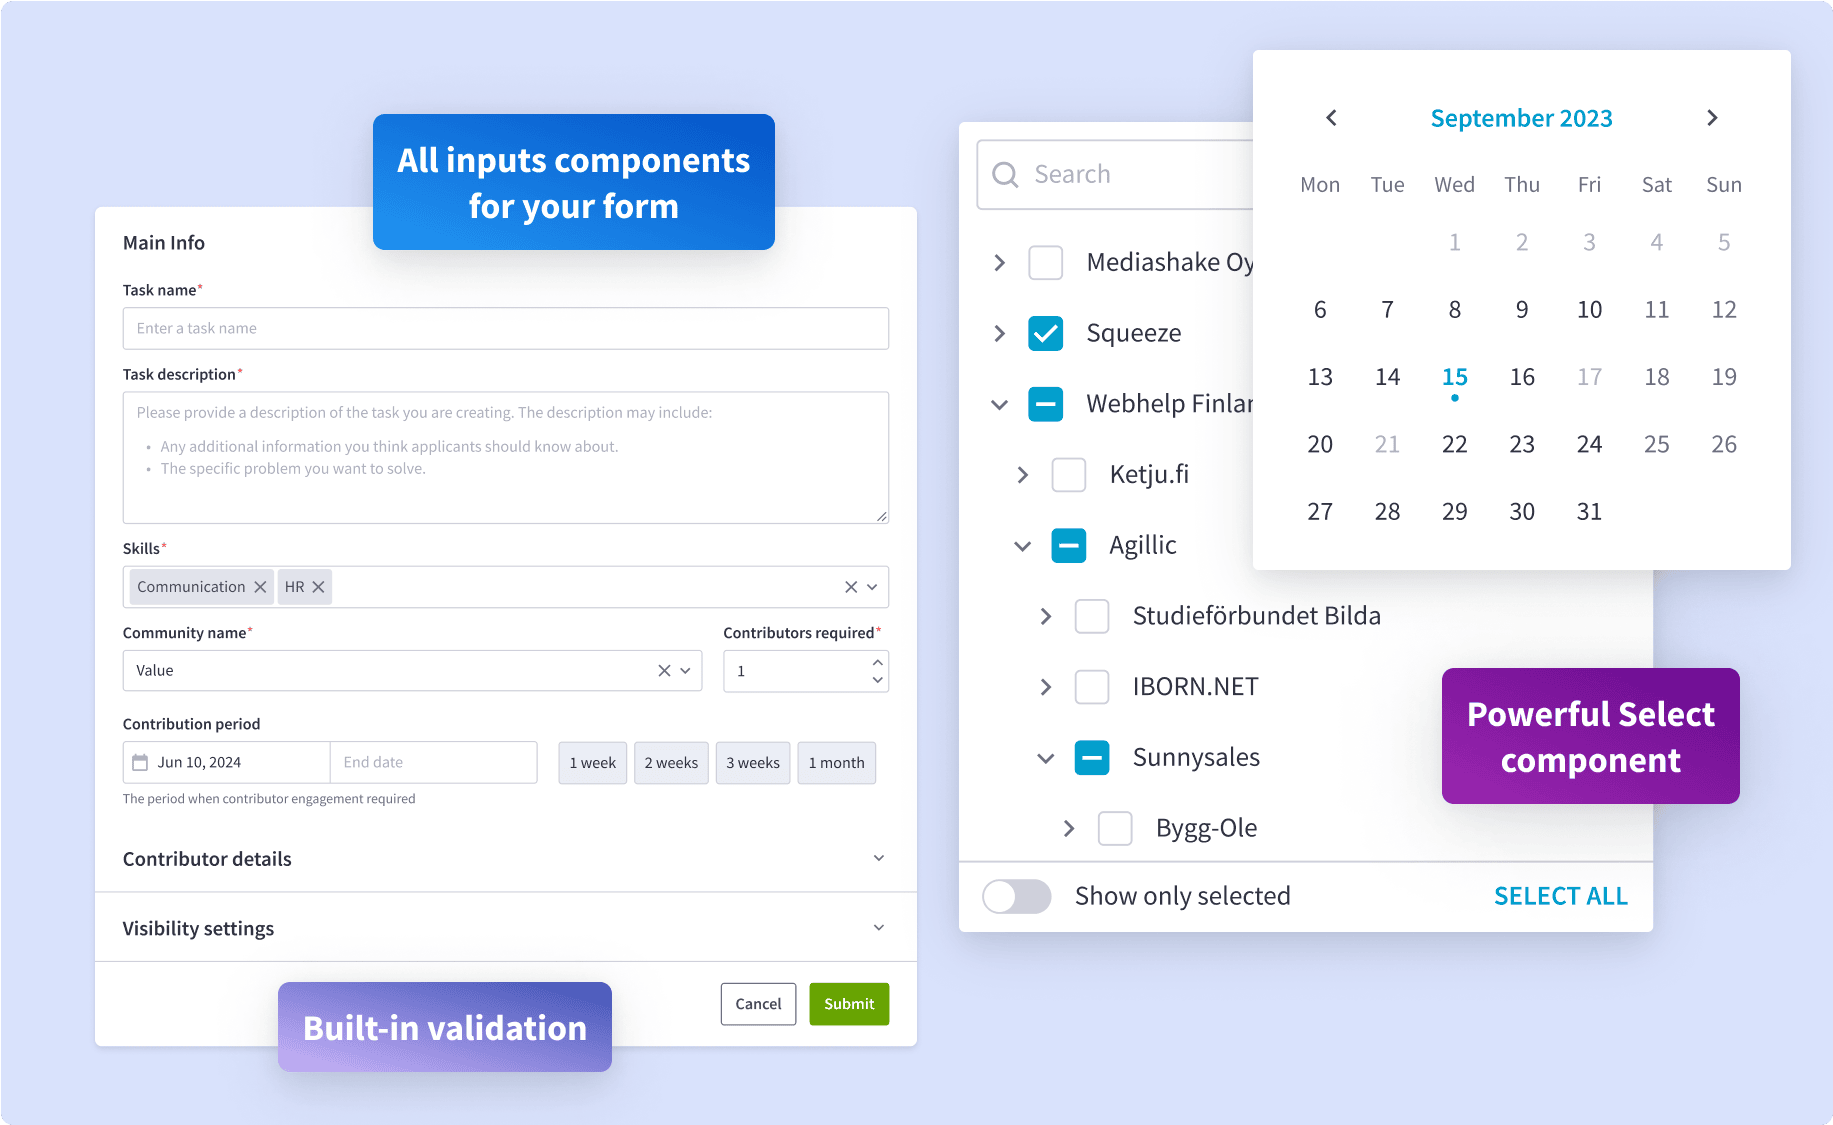 All inputs components
for your form
Main Info
Task name*
Enter a task name
Task description*
Please provide a description of the task you are creating. The description may include:
• Any additional information you think applicants should know about.
• The specific problem you want to solve.
Skills*
Communication HR
Community name* Contributors required*
Value 1
Contribution period
Jun 10, 2024 End date 1 week 2 weeks 3 weeks 1 month
The period when contributor engagement required
Contributor details
Visibility settings
Cancel Submit
Built-in validation
Search
Mediashake Oy
Squeeze
Webhelp Finlan
Ketju.fi
Agillic
Studieförbundet Bilda
IBORN.NET
Sunnysales
Bygg-Ole
Show only selected SELECT ALL
September 2023
Mon Tue Wed Thu Fri Sat Sun
1 2 3 4 5
6 7 8 9 10 11 12
13 14 15 16 17 18 19
20 21 22 23 24 25 26
27 28 29 30 31
Powerful Select
component